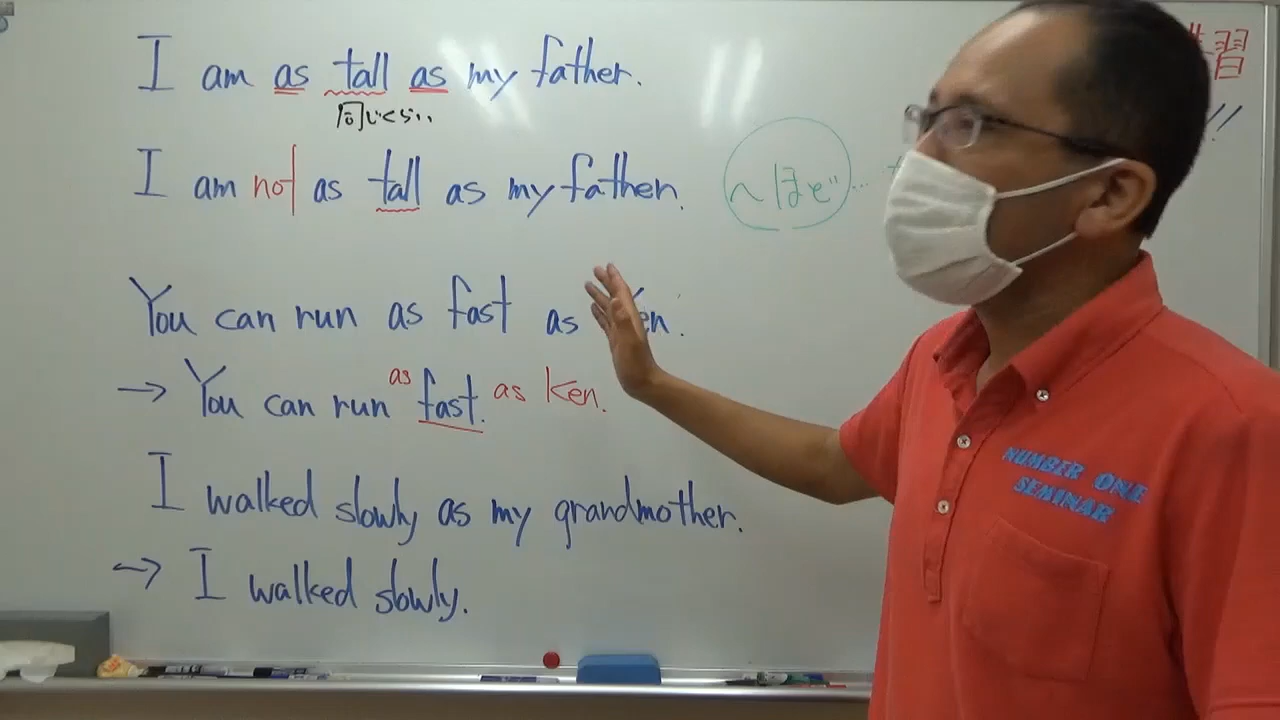 I am as tall as my father.
同じくらい
I am not as tall as my father.
〜ほど…
You can run as fast as Ken.
→ You can run as fast. as Ken.
I walked slowly as my grandmother.
→ I walked slowly.
習
NUMBER ONE
SEMINAR